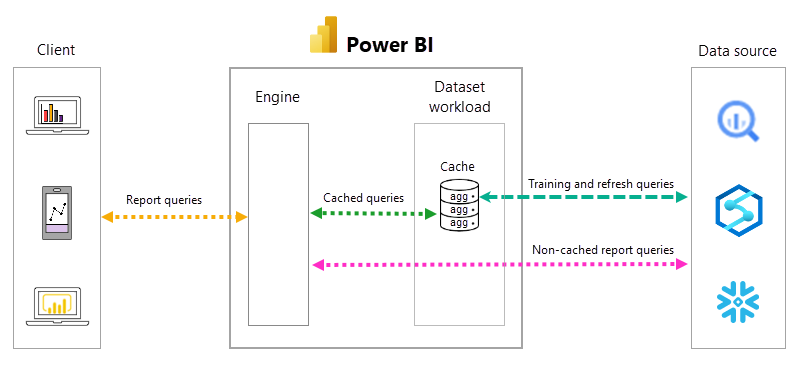 Power BI
Client
Data source
Engine
Dataset
workload
Cache
agg
agg
agg
Report queries
Cached queries
Training and refresh queries
Non-cached report queries